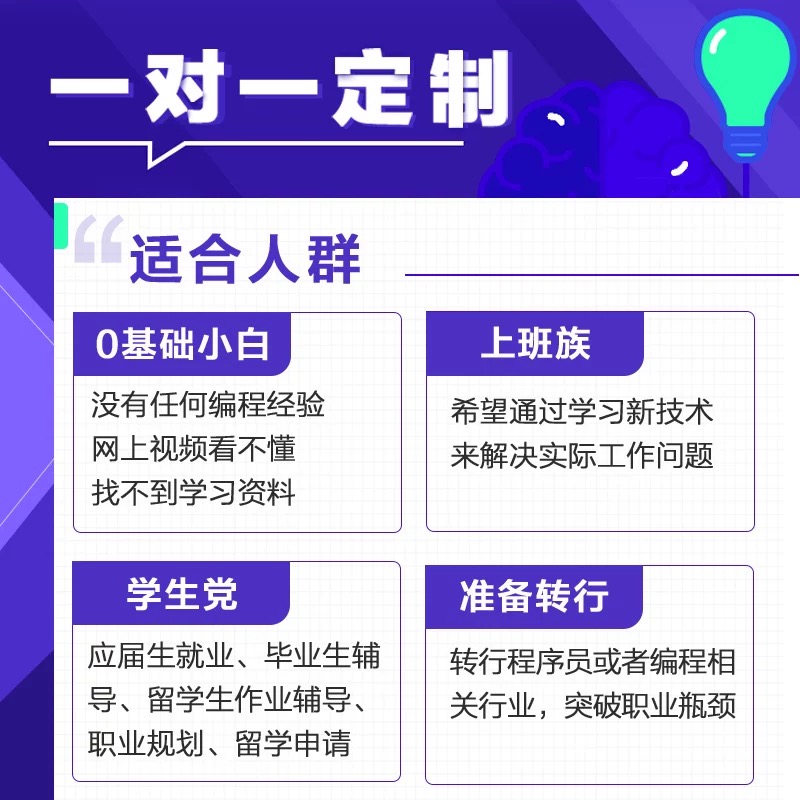 一对一定制
适合人群
0基础小白
没有任何编程经验
网上视频看不懂
找不到学习资料
上班族
希望通过学习新技术
来解决实际工作问题
学生党
应届生就业、毕业生辅
导、留学生作业辅导、
职业规划、留学申请
准备转行
转行程序员或者编程相
关行业，突破职业瓶颈